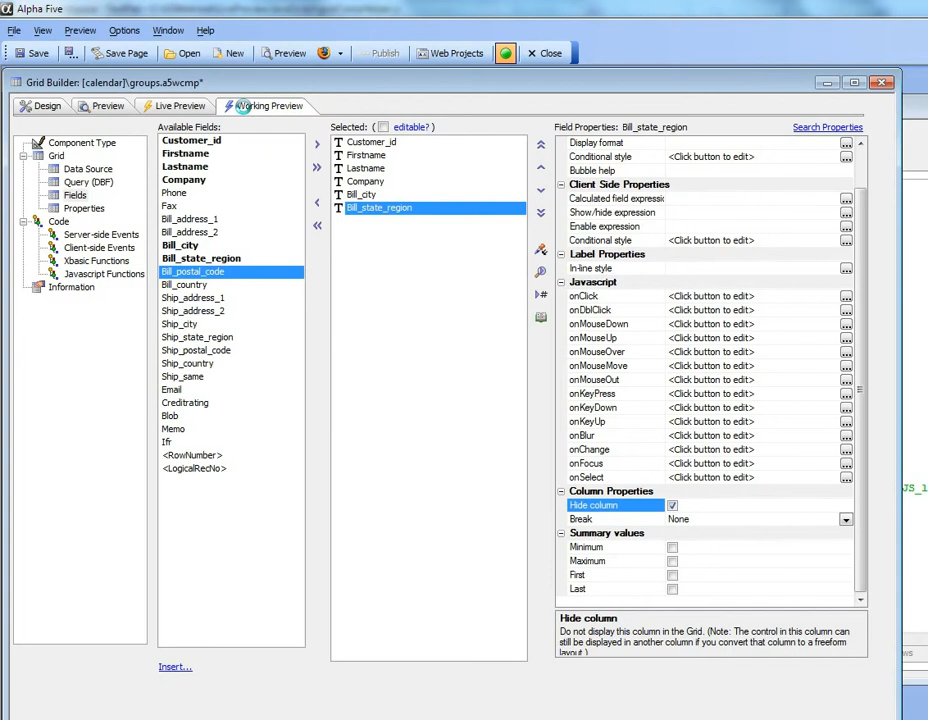 Alpha Five
File View Preview Options Window Help
Save Save Page Open New Preview Publish Web Projects Close
Grid Builder: [calendar]\groups.a5wcmp*
Design Preview Live Preview Working Preview
Available Fields: Selected: ( editable? ) Field Properties: Bill_state_region Search Properties
Component Type
Grid
Data Source
Query (DBF)
Fields
Properties
Code
Server-side Events
Client-side Events
Xbasic Functions
Javascript Functions
Information
Customer_id
Firstname
Lastname
Company
Phone
Fax
Bill_address_1
Bill_address_2
Bill_city
Bill_state_region
Bill_postal_code
Bill_country
Ship_address_1
Ship_address_2
Ship_city
Ship_state_region
Ship_postal_code
Ship_country
Ship_same
Email
Creditrating
Blob
Memo
Ifr
<RowNumber>
<LogicalRecNo>
Insert...
Customer_id
Firstname
Lastname
Company
Bill_city
Bill_state_region
Display format
Conditional style <Click button to edit>
Bubble help
Client Side Properties
Calculated field expressi
Show/hide expression
Enable expression
Conditional style <Click button to edit>
Label Properties
In-line style
Javascript
onClick <Click button to edit>
onDblClick <Click button to edit>
onMouseDown <Click button to edit>
onMouseUp <Click button to edit>
onMouseOver <Click button to edit>
onMouseMove <Click button to edit>
onMouseOut <Click button to edit>
onKeyPress <Click button to edit>
onKeyDown <Click button to edit>
onKeyUp <Click button to edit>
onBlur <Click button to edit>
onChange <Click button to edit>
onFocus <Click button to edit>
onSelect <Click button to edit>
Column Properties
Hide column
Break None
Summary values
Minimum
Maximum
First
Last
Hide column
Do not display this column in the Grid. (Note: The control in this column can
still be displayed in another column if you convert that column to a freeform
layout.)
JS_1
ws